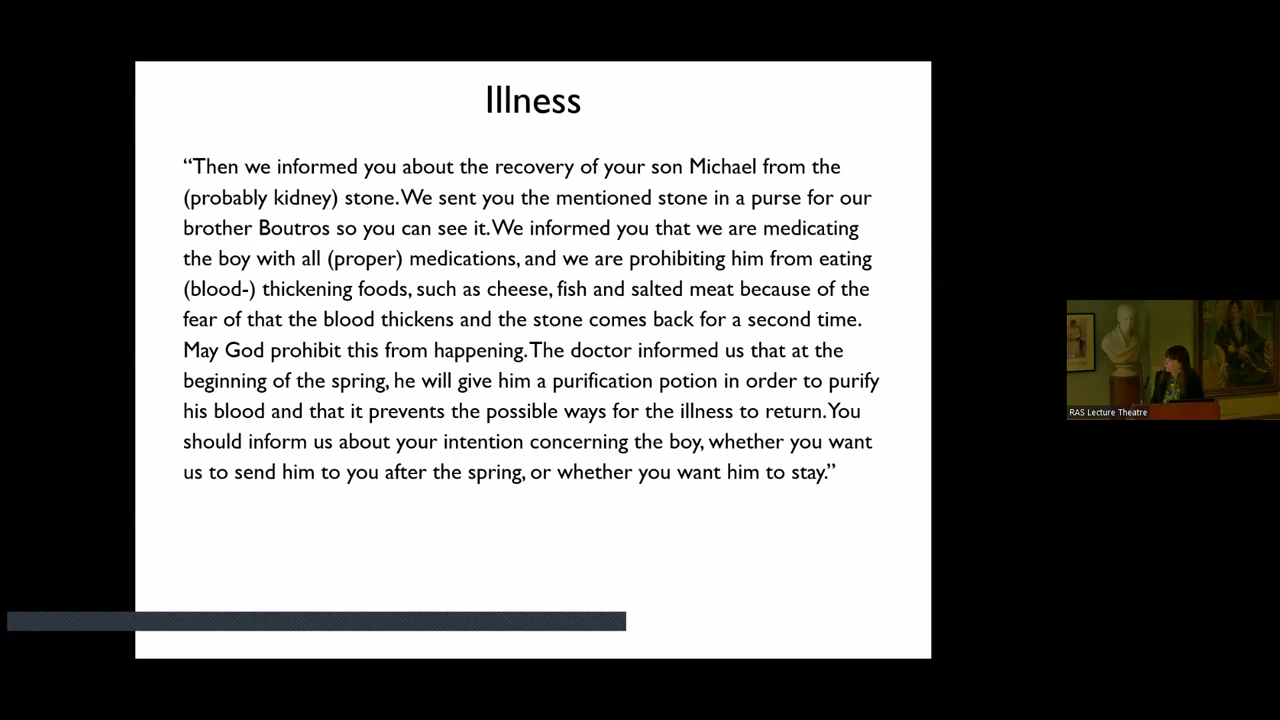 Illness
“Then we informed you about the recovery of your son Michael from the
(probably kidney) stone. We sent you the mentioned stone in a purse for our
brother Boutros so you can see it. We informed you that we are medicating
the boy with all (proper) medications, and we are prohibiting him from eating
(blood-) thickening foods, such as cheese, fish and salted meat because of the
fear of that the blood thickens and the stone comes back for a second time.
May God prohibit this from happening. The doctor informed us that at the
beginning of the spring, he will give him a purification potion in order to purify
his blood and that it prevents the possible ways for the illness to return. You
should inform us about your intention concerning the boy, whether you want
us to send him to you after the spring, or whether you want him to stay.”
RAS Lecture Theatre